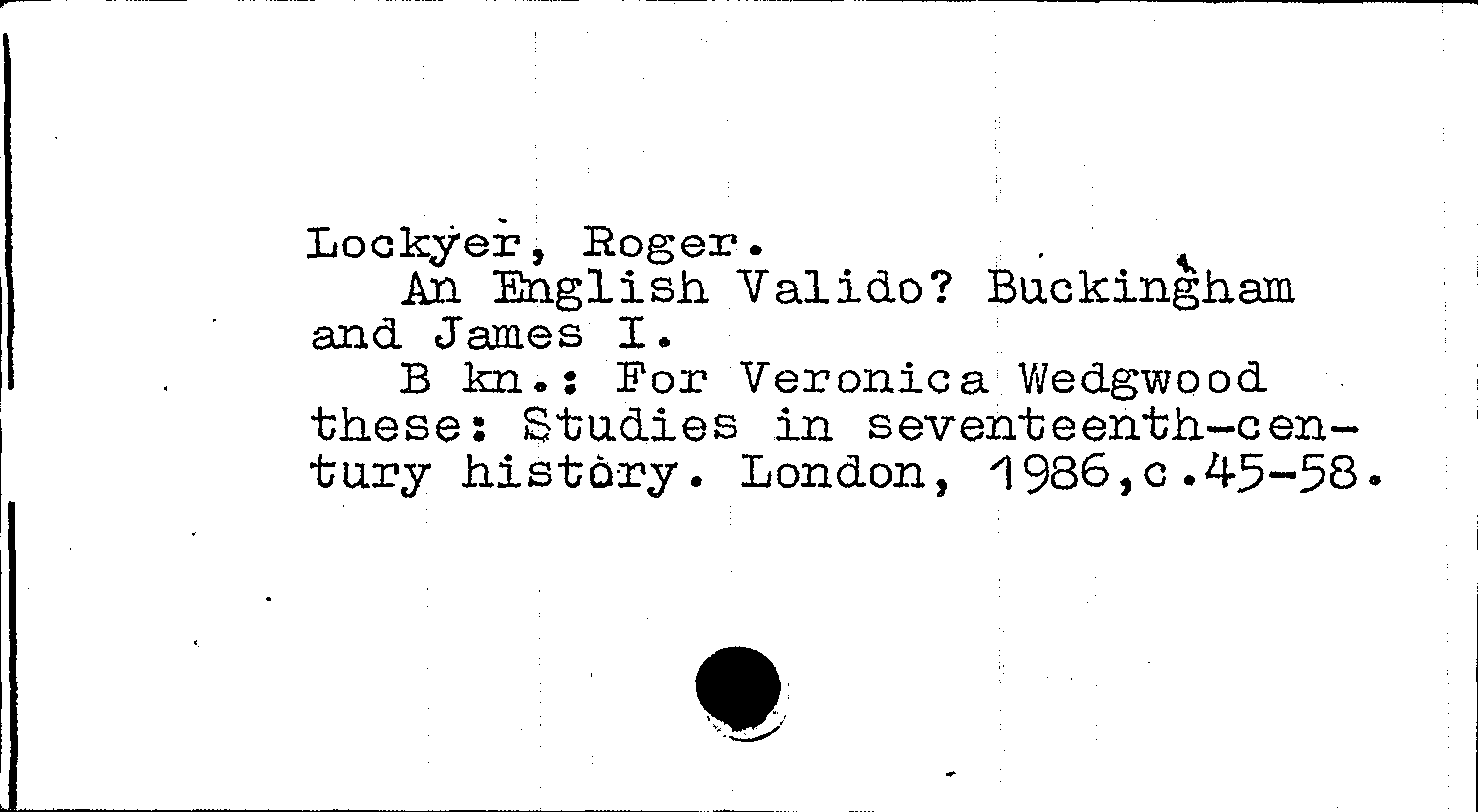 Lockyer, Roger.
An English Valido? Buckingham
and James I.
B kn.: For Veronica Wedgwood
these: Studies in seventeenth-cen-
tury history. London, 1986,c.45-58.